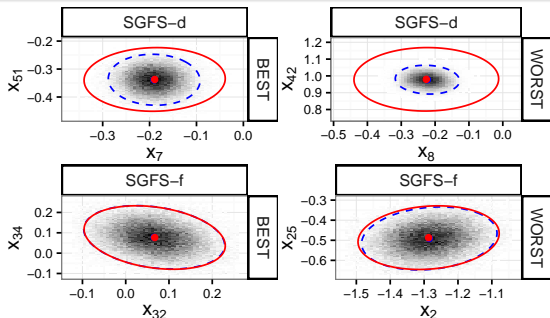 SGFS−d
−0.2
−0.3
−0.4
x51
BEST
−0.3 −0.2 −0.1 0.0
x7
SGFS−d
1.2
1.1
1.0
0.9
0.8
x42
WORST
−0.5 −0.4 −0.3 −0.2 −0.1 0.0
x8
SGFS−f
0.2
0.1
0.0
−0.1
x34
BEST
−0.1 0.0 0.1 0.2
x32
SGFS−f
−0.3
−0.4
−0.5
−0.6
x25
WORST
−1.5 −1.4 −1.3 −1.2 −1.1
x2